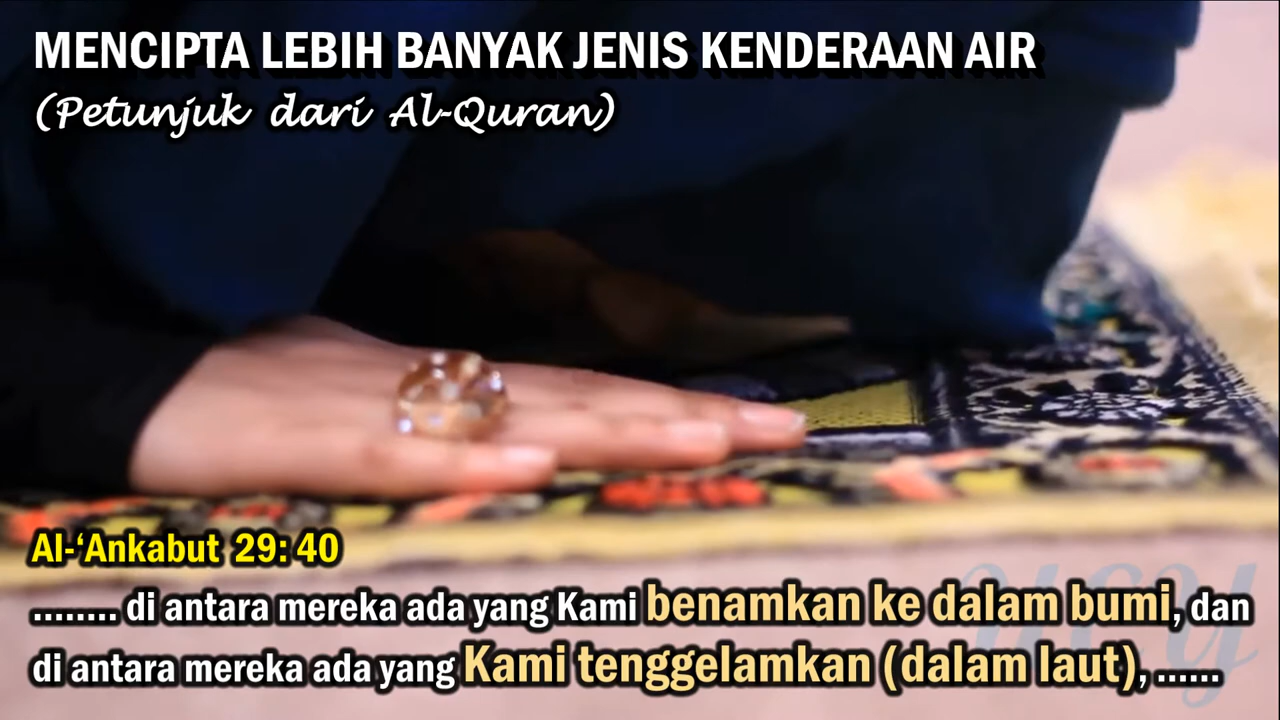 MENCIPTA LEBIH BANYAK JENIS KENDERAAN AIR
(Petunjuk dari Al-Quran)
Al-‘Ankabut 29: 40
........ di antara mereka ada yang Kami benamkan ke dalam bumi, dan
di antara mereka ada yang Kami tenggelamkan (dalam laut), ......